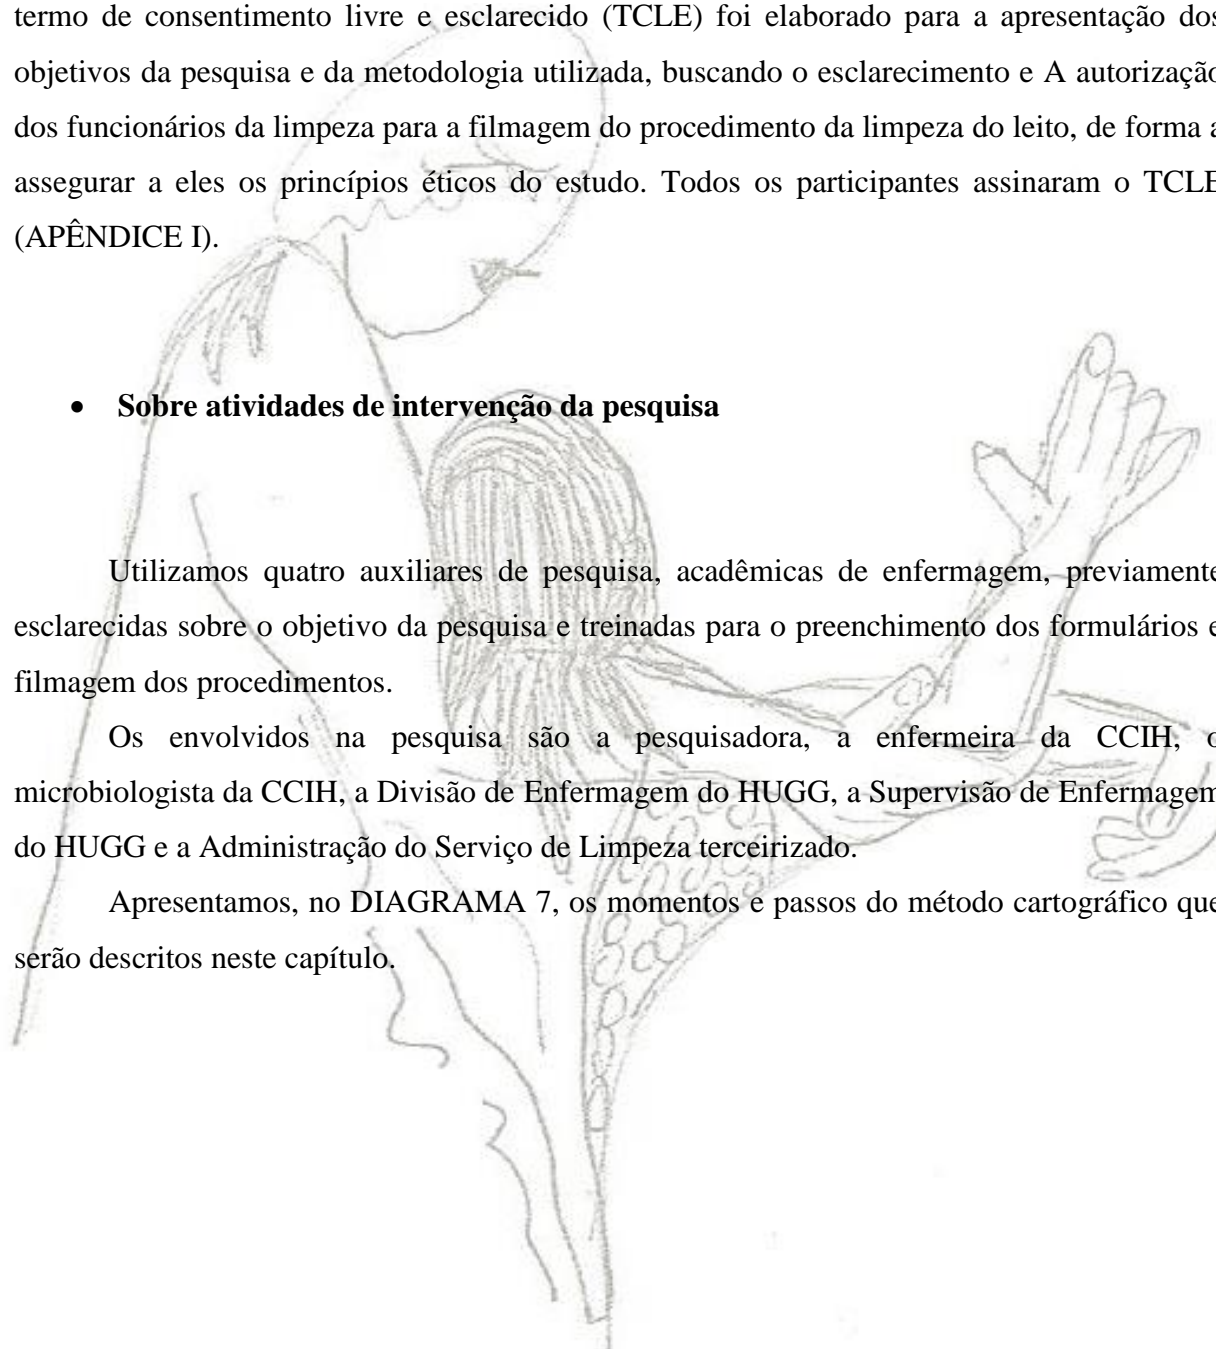 termo de consentimento livre e esclarecido (TCLE) foi elaborado para a apresentação dos
objetivos da pesquisa e da metodologia utilizada, buscando o esclarecimento e A autorização
dos funcionários da limpeza para a filmagem do procedimento da limpeza do leito, de forma a
assegurar a eles os princípios éticos do estudo. Todos os participantes assinaram o TCLE
(APÊNDICE I).
• Sobre atividades de intervenção da pesquisa
Utilizamos quatro auxiliares de pesquisa, acadêmicas de enfermagem, previamente
esclarecidas sobre o objetivo da pesquisa e treinadas para o preenchimento dos formulários e
filmagem dos procedimentos.
Os envolvidos na pesquisa são a pesquisadora, a enfermeira da CCIH, o
microbiologista da CCIH, a Divisão de Enfermagem do HUGG, a Supervisão de Enfermagem
do HUGG e a Administração do Serviço de Limpeza terceirizado.
Apresentamos, no DIAGRAMA 7, os momentos e passos do método cartográfico que
serão descritos neste capítulo.